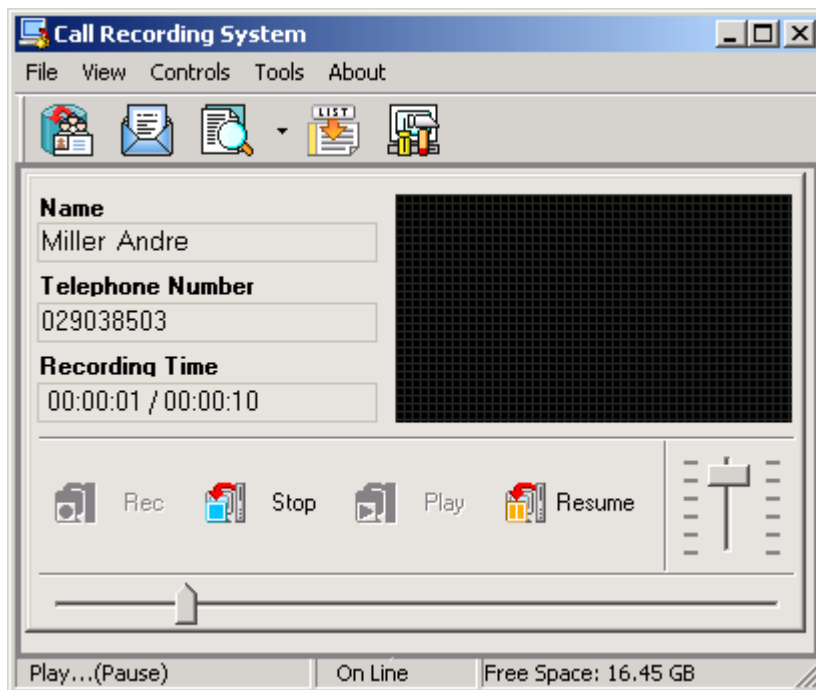 Call Recording System
File View Controls Tools About
LIST
Name
Miller Andre
Telephone Number
029038503
Recording Time
00:00:01 / 00:00:10
Rec Stop Play Resume
Play...(Pause) On Line Free Space: 16.45 GB